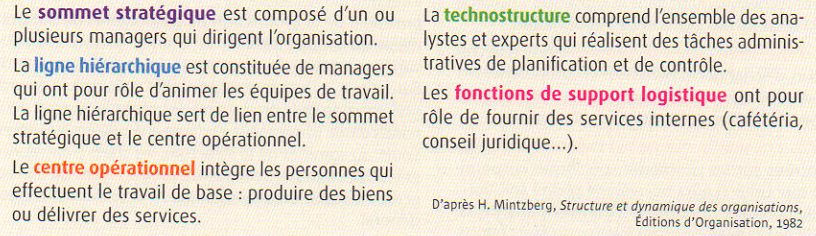 Le sommet stratégique est composé d'un ou
plusieurs managers qui dirigent l'organisation.
La ligne hiérarchique est constituée de managers
qui ont pour rôle d'animer les équipes de travail.
La ligne hiérarchique sert de lien entre le sommet
stratégique et le centre opérationnel.
Le centre opérationnel intègre les personnes qui
effectuent le travail de base : produire des biens
ou délivrer des services.
La technostructure comprend l'ensemble des ana-
lystes et experts qui réalisent des tâches adminis-
tratives de planification et de contrôle.
Les fonctions de support logistique ont pour
rôle de fournir des services internes (cafétéria,
conseil juridique...).
D'après H. Mintzberg, Structure et dynamique des organisations,
Éditions d'Organisation, 1982